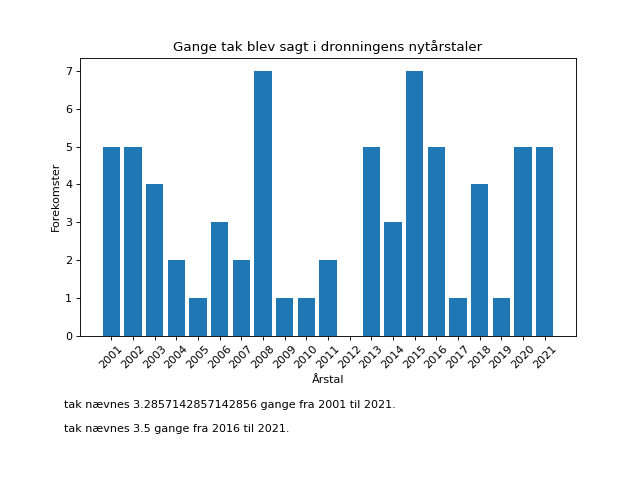 Gange tak blev sagt i dronningens nytårstaler
7
6
5
4
3
2
1
0
Forekomster
2001 2002 2003 2004 2005 2006 2007 2008 2009 2010 2011 2012 2013 2014 2015 2016 2017 2018 2019 2020 2021
Årstal
tak nævnes 3.2857142857142856 gange fra 2001 til 2021.
tak nævnes 3.5 gange fra 2016 til 2021.